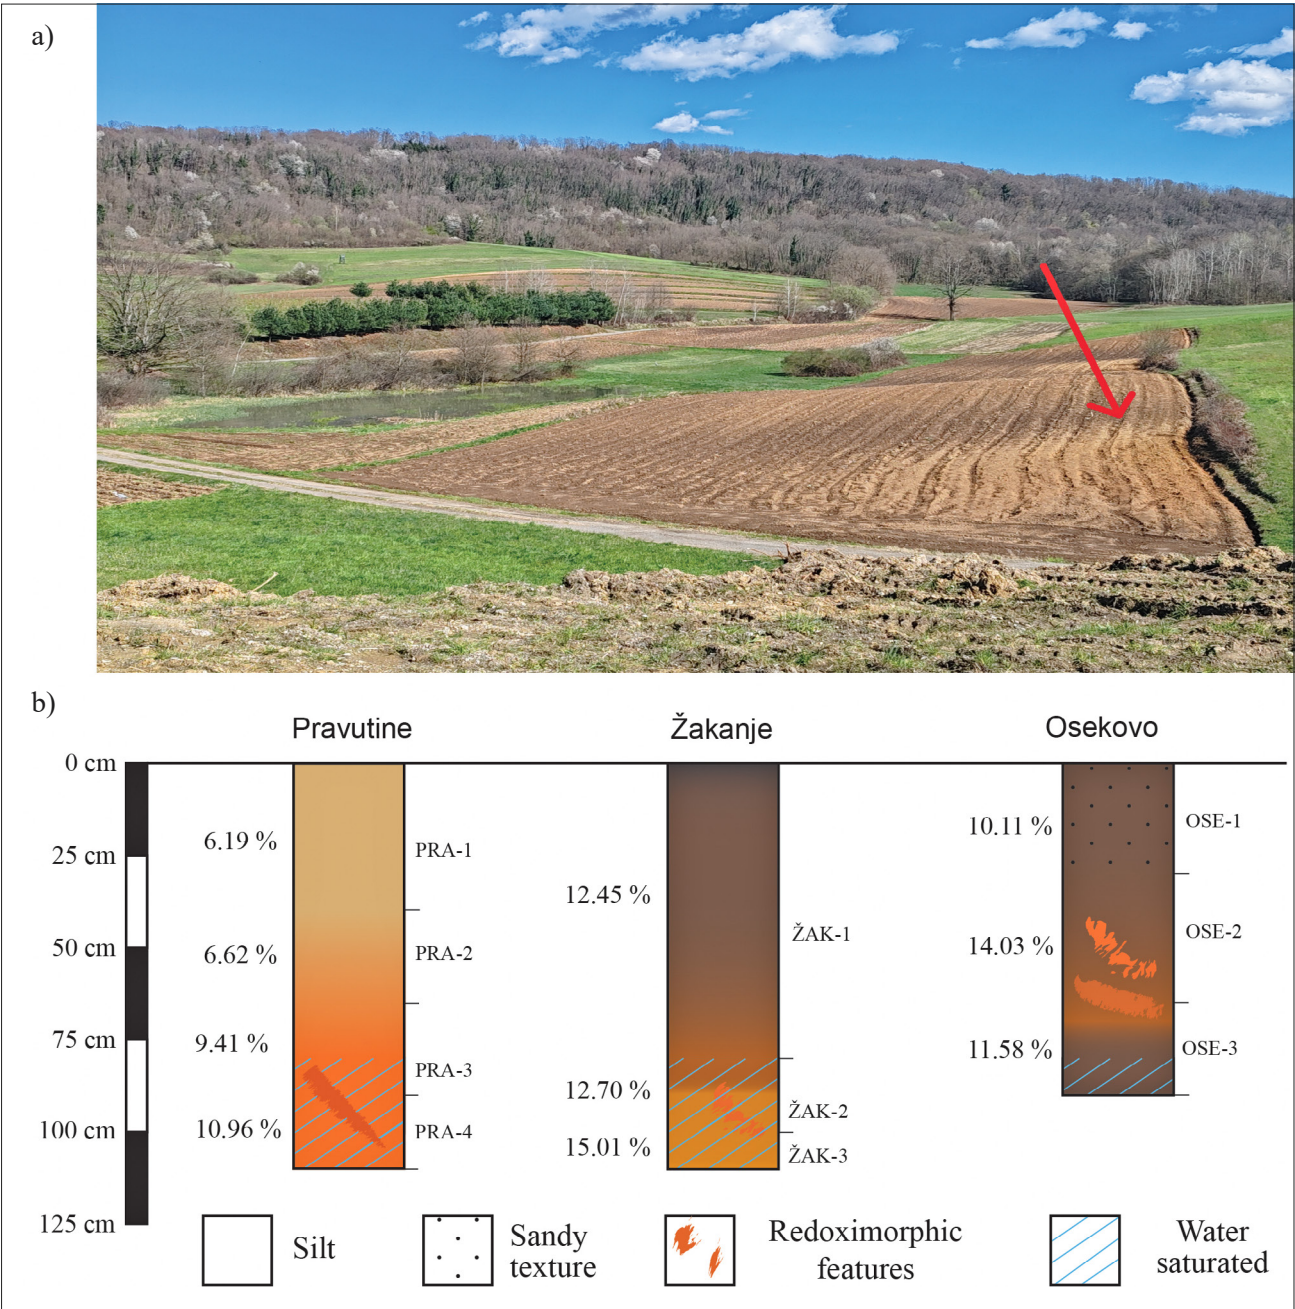 a)
b)
Pravutine
Žakanje
Osekovo
0 cm
25 cm
50 cm
75 cm
100 cm
125 cm
6.19 %
6.62 %
9.41 %
10.96 %
PRA-1
PRA-2
PRA-3
PRA-4
12.45 %
12.70 %
15.01 %
ŽAK-1
ŽAK-2
ŽAK-3
10.11 %
14.03 %
11.58 %
OSE-1
OSE-2
OSE-3
Silt
Sandy
texture
Redoximorphic
features
Water
saturated